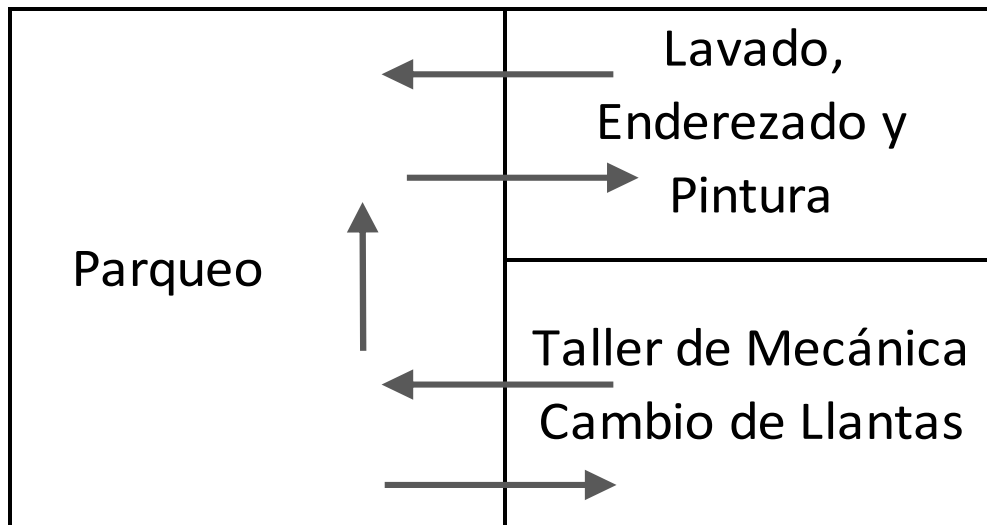 Parqueo
Lavado,
Enderezado y
Pintura
Taller de Mecánica
Cambio de Llantas